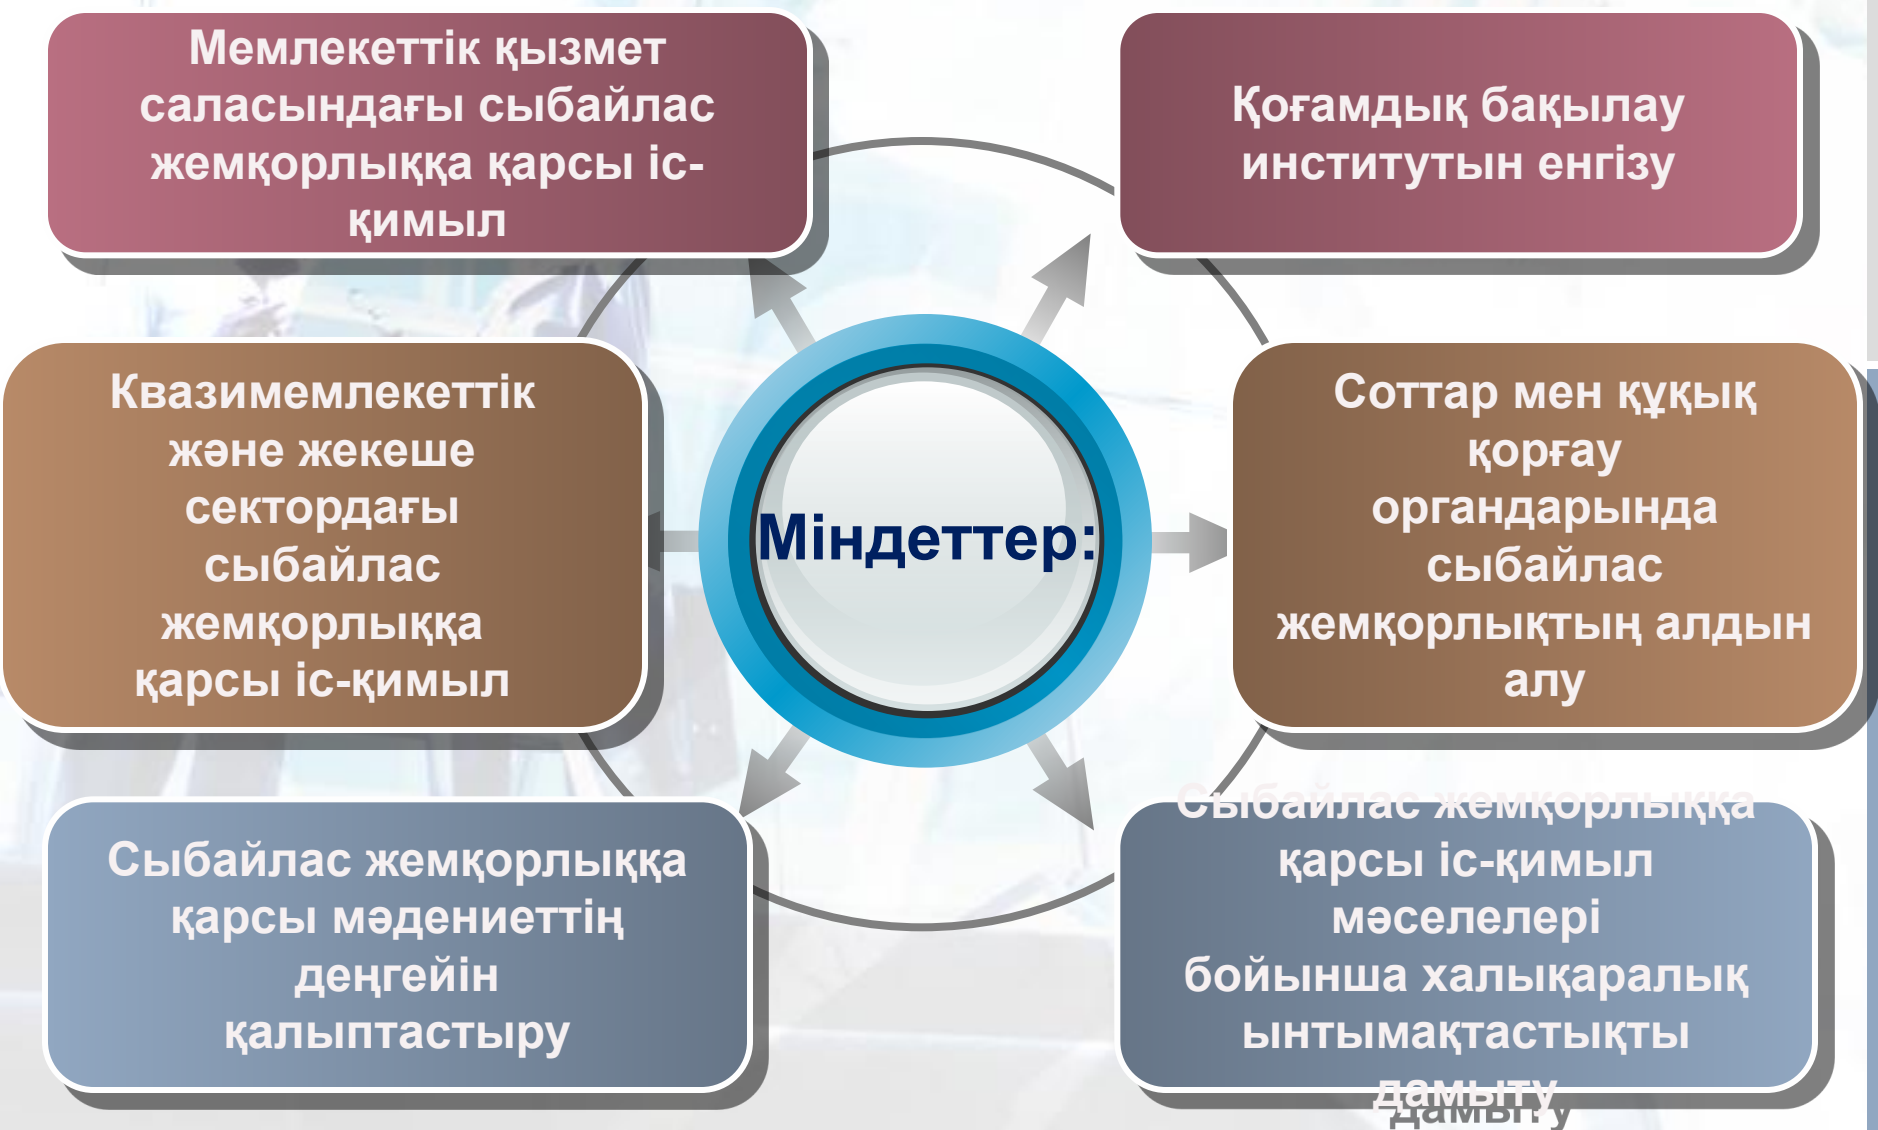 Мемлекеттік қызмет
саласындағы сыбайлас
жемқорлыққа қарсы іс-
қимыл
Қоғамдық бақылау
институтын енгізу
Квазимемлекеттік
және жекеше
сектордағы
сыбайлас
жемқорлыққа
қарсы іс-қимыл
Міндеттер:
Соттар мен құқық
қорғау
органдарында
сыбайлас
жемқорлықтың алдын
алу
Сыбайлас жемқорлыққа
қарсы мәдениеттің
деңгейін
қалыптастыру
Сыбайлас жемқорлыққа
қарсы іс-қимыл
мәселелері
бойынша халықаралық
ынтымақтастықты
дамыту